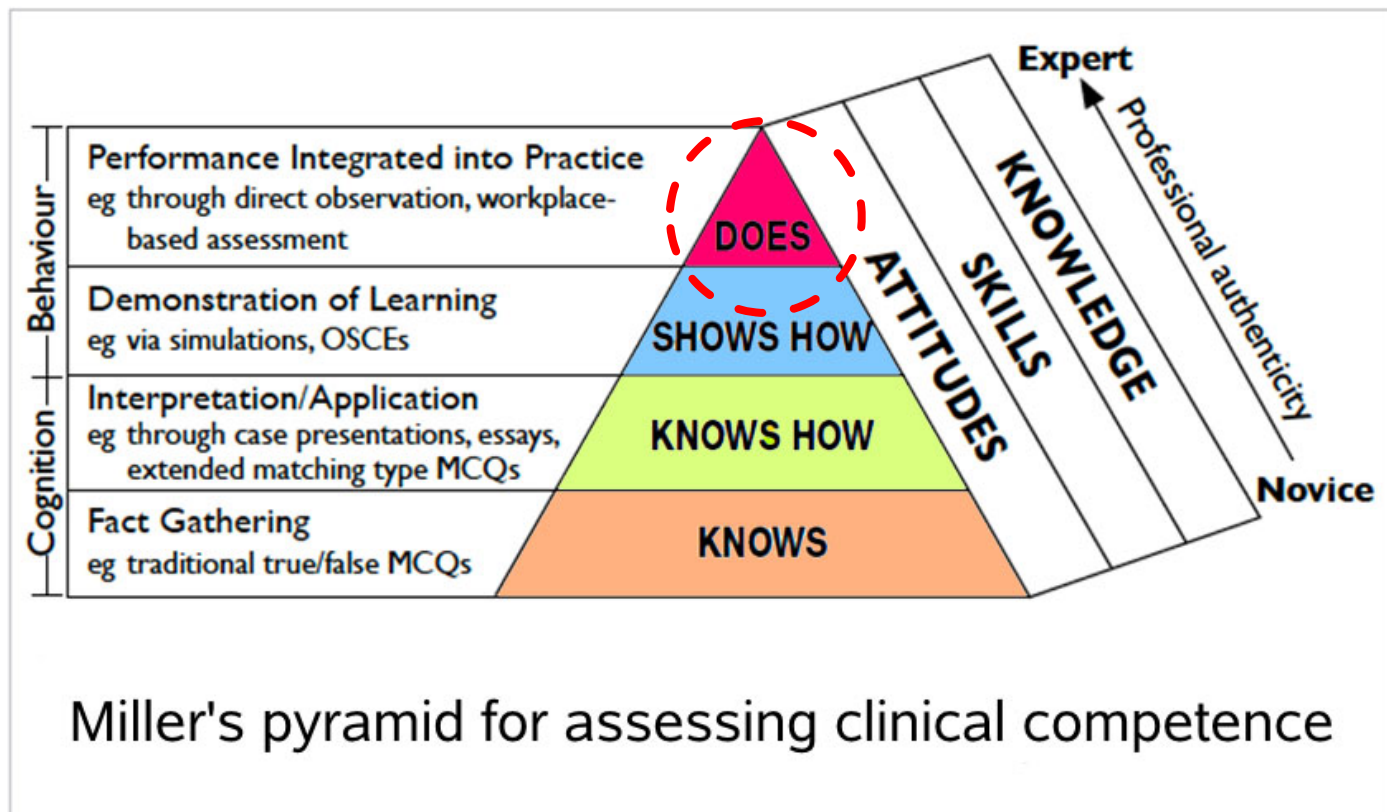 Expert
Professional authenticity
Novice
KNOWLEDGE
SKILLS
ATTITUDES
Behaviour
Cognition
Performance Integrated into Practice
eg through direct observation, workplace-
based assessment
DOES
Demonstration of Learning
eg via simulations, OSCEs
SHOWS HOW
Interpretation/Application
eg through case presentations, essays,
extended matching type MCQs
KNOWS HOW
Fact Gathering
eg traditional true/false MCQs
KNOWS
Miller's pyramid for assessing clinical competence